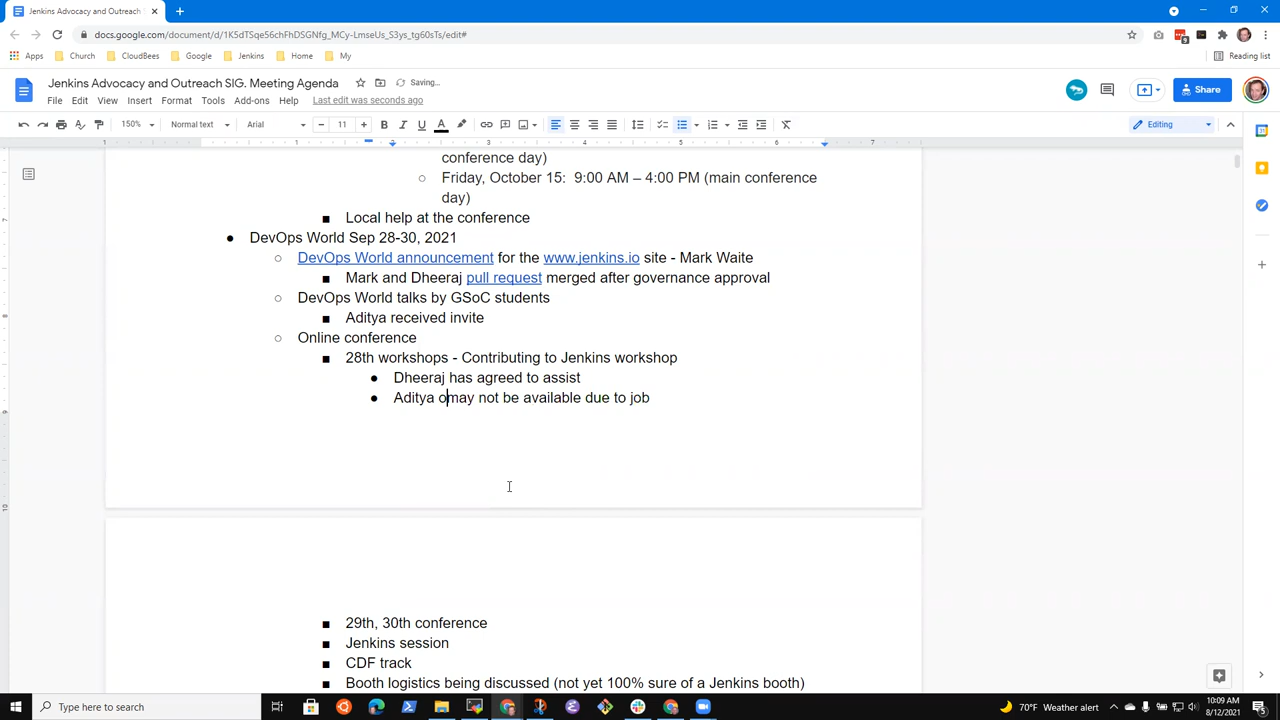 Jenkins Advocacy and Outreach S
docs.google.com/document/d/1K5dTSqe56chFhDSGNfg_MCy-LmseUs_S3ys_tg60sTs/edit#
Apps Church CloudBees Google Jenkins Home My Reading list
Jenkins Advocacy and Outreach SIG. Meeting Agenda Saving…
File Edit View Insert Format Tools Add-ons Help Last edit was seconds ago
Share
150% Normal text Arial 11 Editing
conference day)
Friday, October 15: 9:00 AM – 4:00 PM (main conference
day)
Local help at the conference
DevOps World Sep 28-30, 2021
DevOps World announcement for the www.jenkins.io site - Mark Waite
Mark and Dheeraj pull request merged after governance approval
DevOps World talks by GSoC students
Aditya received invite
Online conference
28th workshops - Contributing to Jenkins workshop
Dheeraj has agreed to assist
Aditya omay not be available due to job
29th, 30th conference
Jenkins session
CDF track
Booth logistics being discussed (not yet 100% sure of a Jenkins booth)
Type here to search
70°F Weather alert
10:09 AM
8/12/2021